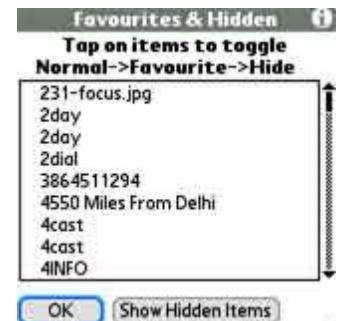 Favourites & Hidden
Tap on items to toggle
Normal->Favourite->Hide
231-focus.jpg
2day
2day
2dial
3864511294
4550 Miles From Delhi
4cast
4cast
4INFO
OK Show Hidden Items